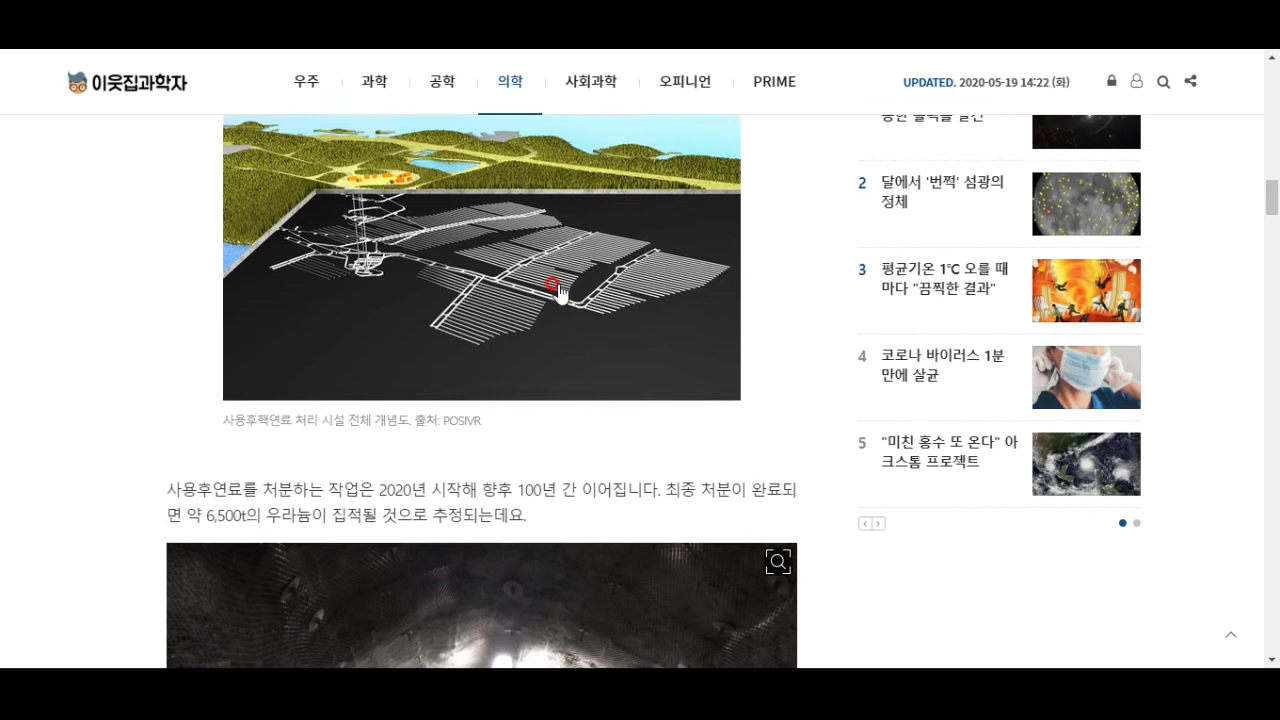 이웃집과학자
우주
과학
공학
의학
사회과학
오피니언
PRIME
UPDATED. 2020-05-19 14:22 (화)
2 달에서 '번쩍' 섬광의
정체
3 평균기온 1℃ 오를 때
마다 "끔찍한 결과"
4 코로나 바이러스 1분
만에 살균
5 "미친 홍수 또 온다" 아
크스톰 프로젝트
사용후핵연료 처리 시설 전체 개념도. 출처: POSIVR
사용후연료를 처분하는 작업은 2020년 시작해 향후 100년 간 이어집니다. 최종 처분이 완료되
면 약 6,500t의 우라늄이 집적될 것으로 추정되는데요.